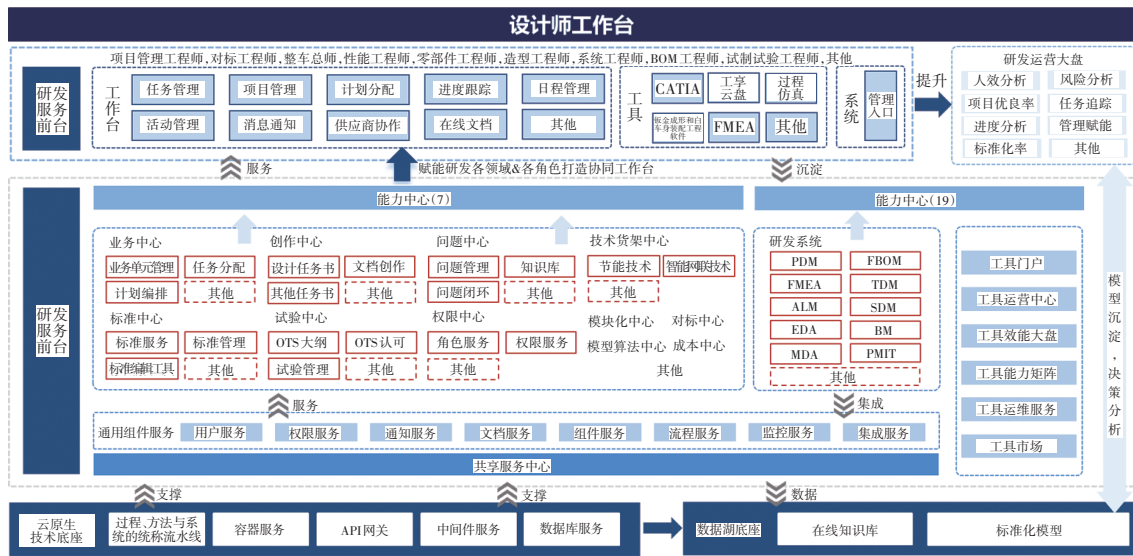 设计师工作台
项目管理工程师,对标工程师,整车总师,性能工程师,零部件工程师,造型工程师,系统工程师,BOM工程师,试制试验工程师,其他
研发服务前台
工作台
任务管理
项目管理
计划分配
进度跟踪
日程管理
活动管理
消息通知
供应商协作
在线文档
其他
工具
CATIA
工享云盘
过程仿真
钣金成形和白车身装配工程软件
FMEA
其他
系统
管理入口
提升
研发运营大盘
人效分析
风险分析
项目优良率
任务追踪
进度分析
管理赋能
标准化率
其他
服务
赋能研发各领域&各角色打造协同工作台
沉淀
研发服务前台
能力中心(7)
能力中心(19)
业务中心
业务单元管理
任务分配
计划编排
其他
创作中心
设计任务书
文档创作
其他任务书
其他
问题中心
问题管理
知识库
问题闭环
其他
技术货架中心
节能技术
智能网联技术
其他
标准中心
标准服务
标准管理
标准编辑工具
其他
试验中心
OTS大纲
OTS认可
试验管理
其他
权限中心
角色服务
权限服务
其他
模块化中心
对标中心
模型算法中心
成本中心
其他
研发系统
PDM
FBOM
FMEA
TDM
ALM
SDM
EDA
BM
MDA
PMIT
其他
工具门户
工具运营中心
工具效能大盘
工具能力矩阵
工具运维服务
工具市场
模型沉淀,决策分析
服务
集成
通用组件服务
用户服务
权限服务
通知服务
文档服务
组件服务
流程服务
监控服务
集成服务
共享服务中心
支撑
支撑
数据
云原生技术底座
过程、方法与系统的统称流水线
容器服务
API网关
中间件服务
数据库服务
数据湖底座
在线知识库
标准化模型